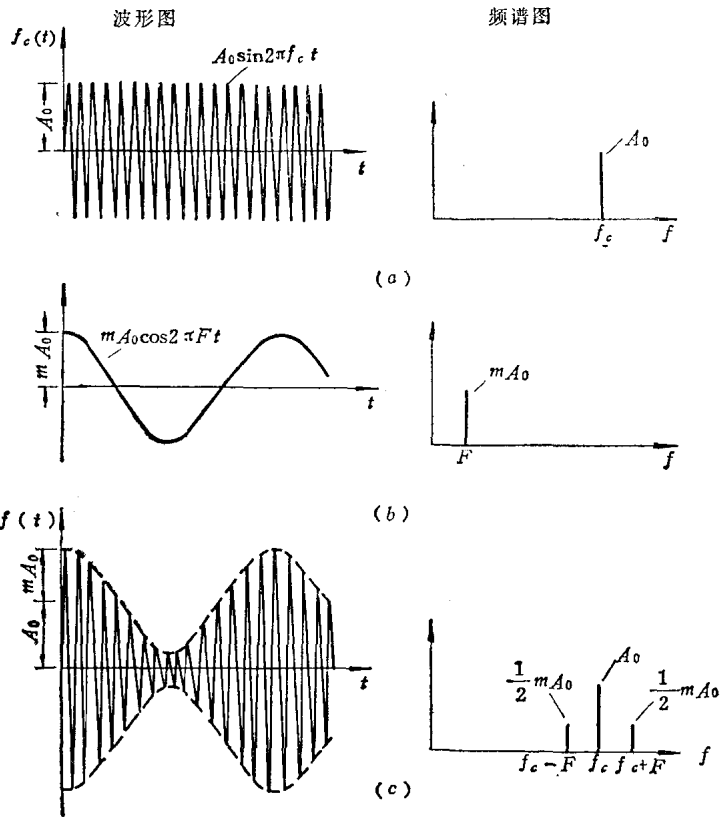 波形图
频谱图
f_c(t)
A₀sin2πf_c t
A₀
t
A₀
f_c
f
(a)
mA₀
mA₀cos2πFt
t
mA₀
F
f
(b)
f(t)
mA₀
A₀
t
1/2 mA₀
A₀
1/2 mA₀
f_c-F
f_c
f_c+F
f
(c)